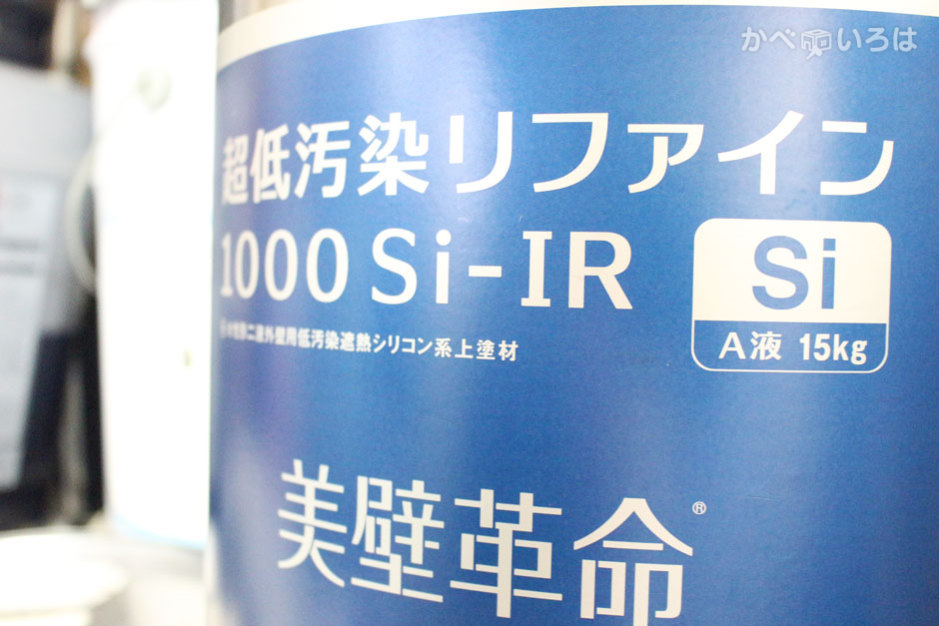 かべいろは
超低汚染リファイン
1000 Si-IR
Si
A液 15kg
二液外壁用低汚染遮熱シリコン系上塗材
美壁革命®